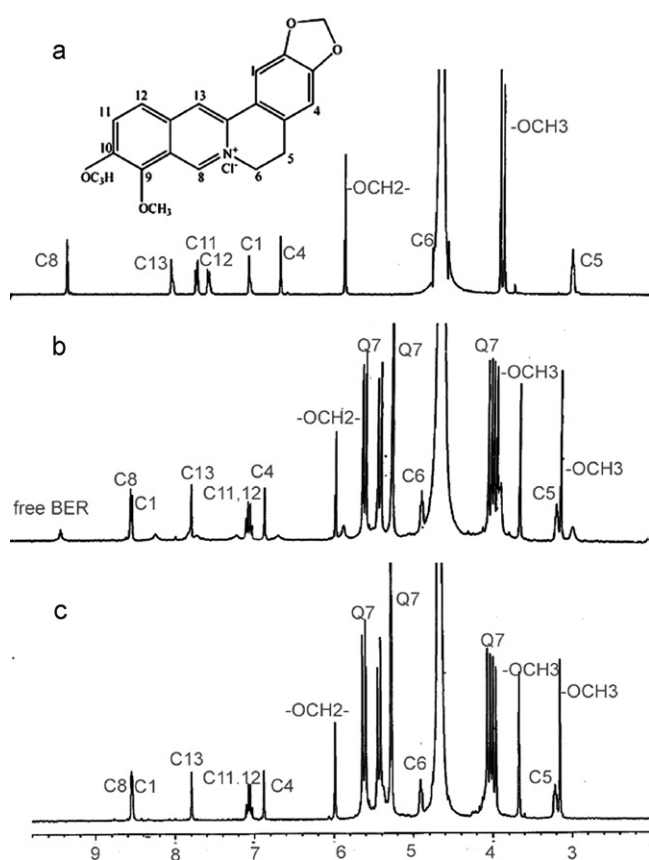 a
O
O
1
12
13
11
4
10
N+
5
9
8
Cl-
6
OC3H
OCH3
-OCH3
-OCH2-
C6
C11
C1
C8
C13
C12
C4
C5
b
Q7
Q7
Q7
-OCH3
-OCH2-
C8
C13
C4
C6
-OCH3
C1
C11,12
C5
free BER
c
Q7
Q7
Q7
-OCH3
-OCH3
-OCH2-
C8
C1
C13
C11,12
C4
C6
C5
9
8
7
6
5
4
3